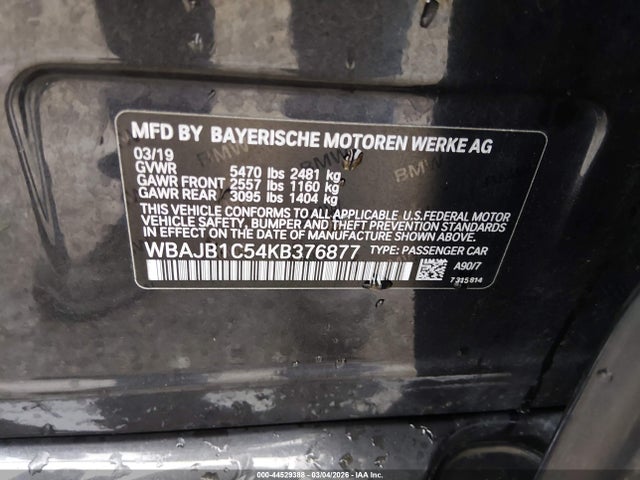 MFD BY BAYERISCHE MOTOREN WERKE AG
03/19
GVWR 5470 lbs 2481 kg
GAWR FRONT 2557 lbs 1160 kg
GAWR REAR 3095 lbs 1404 kg
THIS VEHICLE CONFORMS TO ALL APPLICABLE U.S.FEDERAL MOTOR
VEHICLE SAFETY, BUMPER AND THEFT PREVENTION STANDARDS
IN EFFECT ON THE DATE OF MANUFACTURE SHOWN ABOVE.
WBAJB1C54KB376877 TYPE: PASSENGER CAR
A90/7
7315814
000-44529388 - 03/04/2026 - IAA Inc.